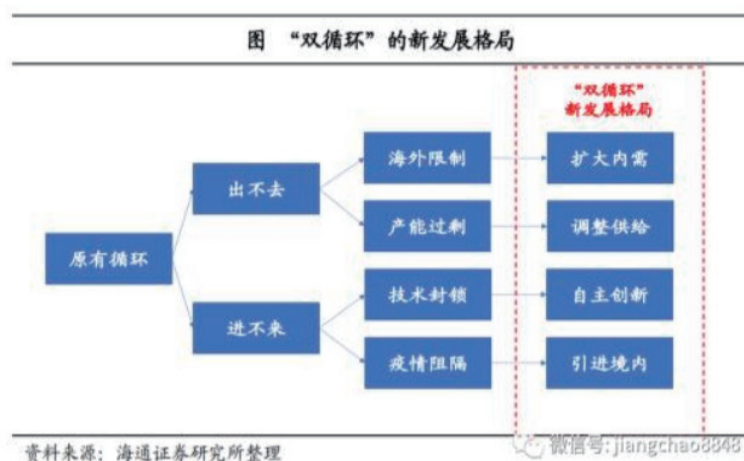 图 “双循环”的新发展格局
“双循环”
新发展格局
海外限制
扩大内需
出不去
产能过剩
调整供给
原有循环
技术封锁
自主创新
进不来
疫情阻隔
引进境内
资料来源：海通证券研究所整理
微信号: jiangchao8848